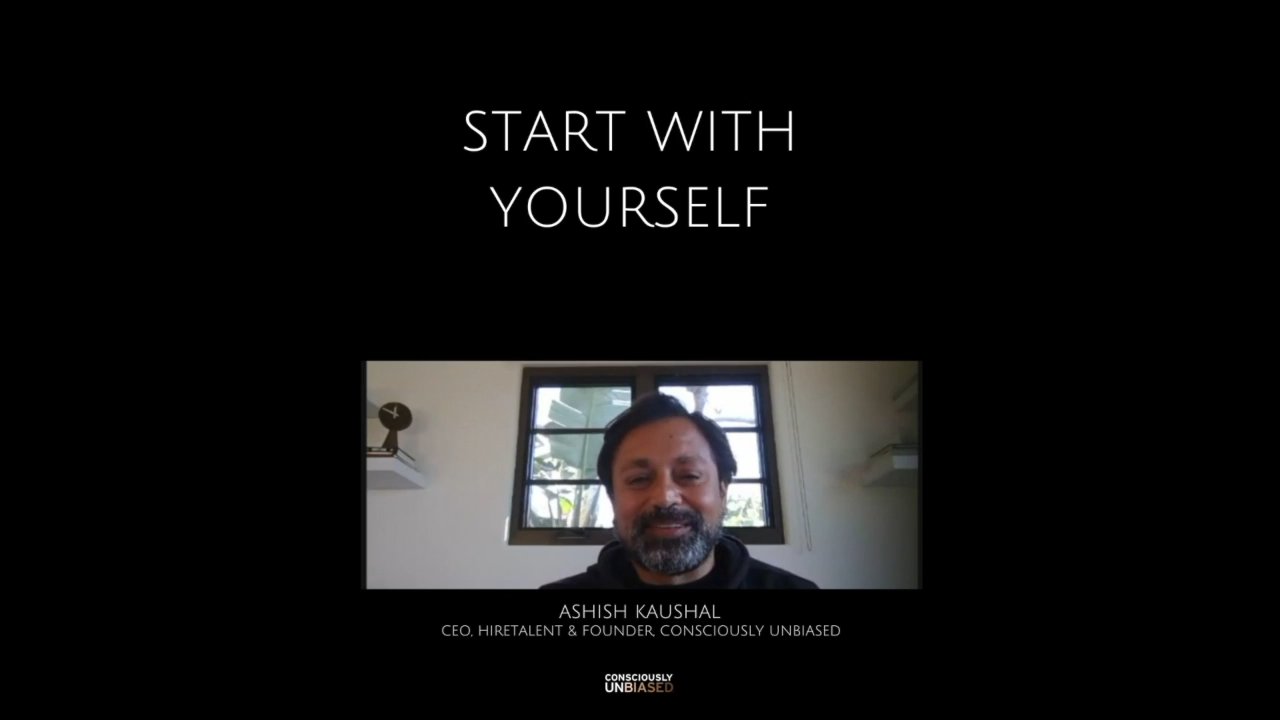 START WITH
YOURSELF
ASHISH KAUSHAL
CEO, HIRETALENT & FOUNDER, CONSCIOUSLY UNBIASED
CONSCIOUSLY
UNBIASED